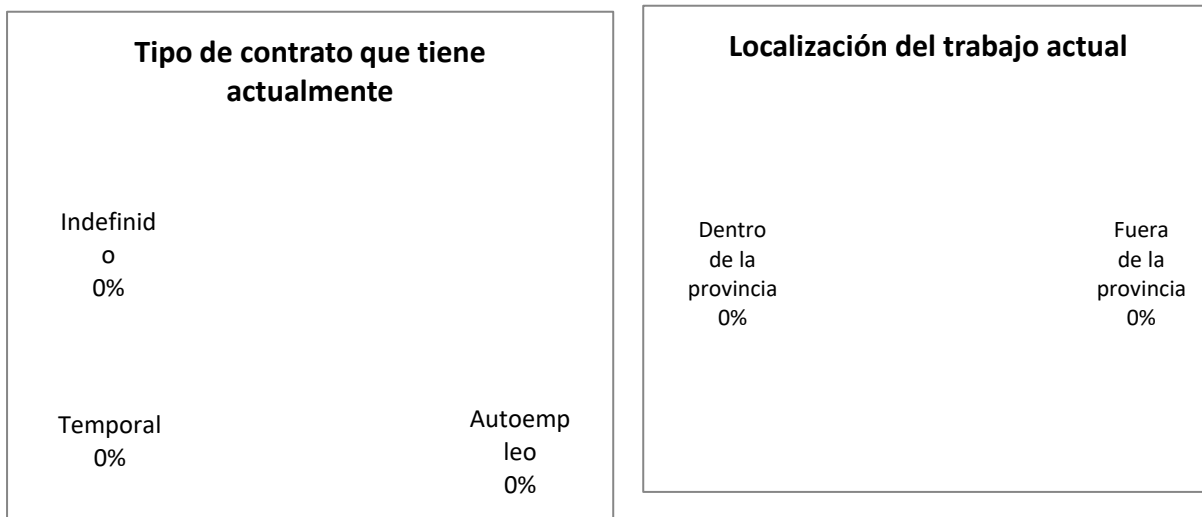 Tipo de contrato que tiene
actualmente
Indefinid
o
0%
Temporal
0%
Autoemp
leo
0%
Localización del trabajo actual
Dentro
de la
provincia
0%
Fuera
de la
provincia
0%